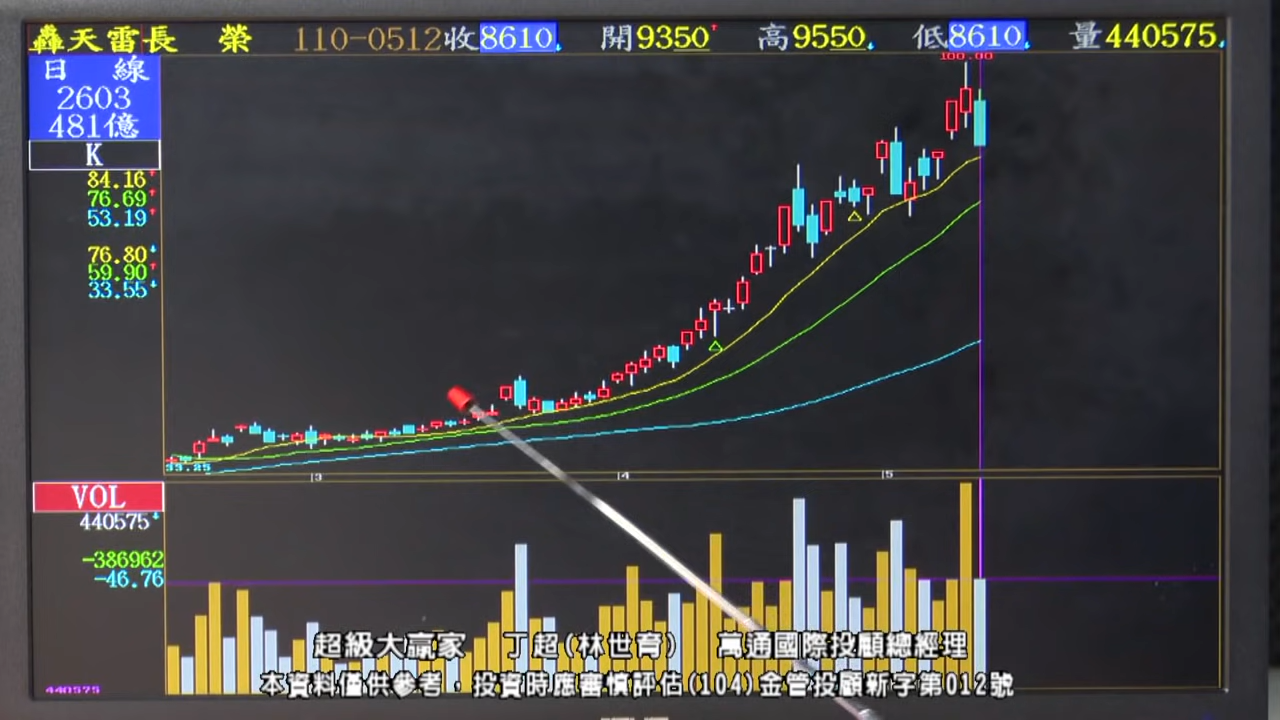 轟天雷長 榮 110-0512收8610 開9350 高9550 低8610 量440575
日 線
2603
481億
K
84.16
76.69
53.19
76.80
59.90
33.55
100.00
33.25
3 4 5
VOL
440575
-386962
-46.76
440575
超級大贏家 丁超(林世育) 萬通國際投顧總經理
本資料僅供參考，投資時應審慎評估(104)金管投顧新字第012號